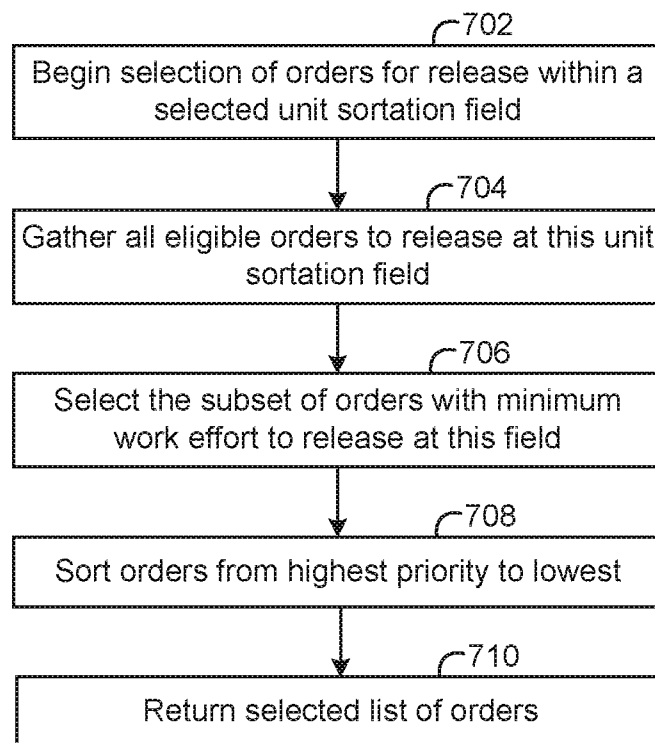 702
Begin selection of orders for release within a
selected unit sortation field
704
Gather all eligible orders to release at this unit
sortation field
706
Select the subset of orders with minimum
work effort to release at this field
708
Sort orders from highest priority to lowest
710
Return selected list of orders